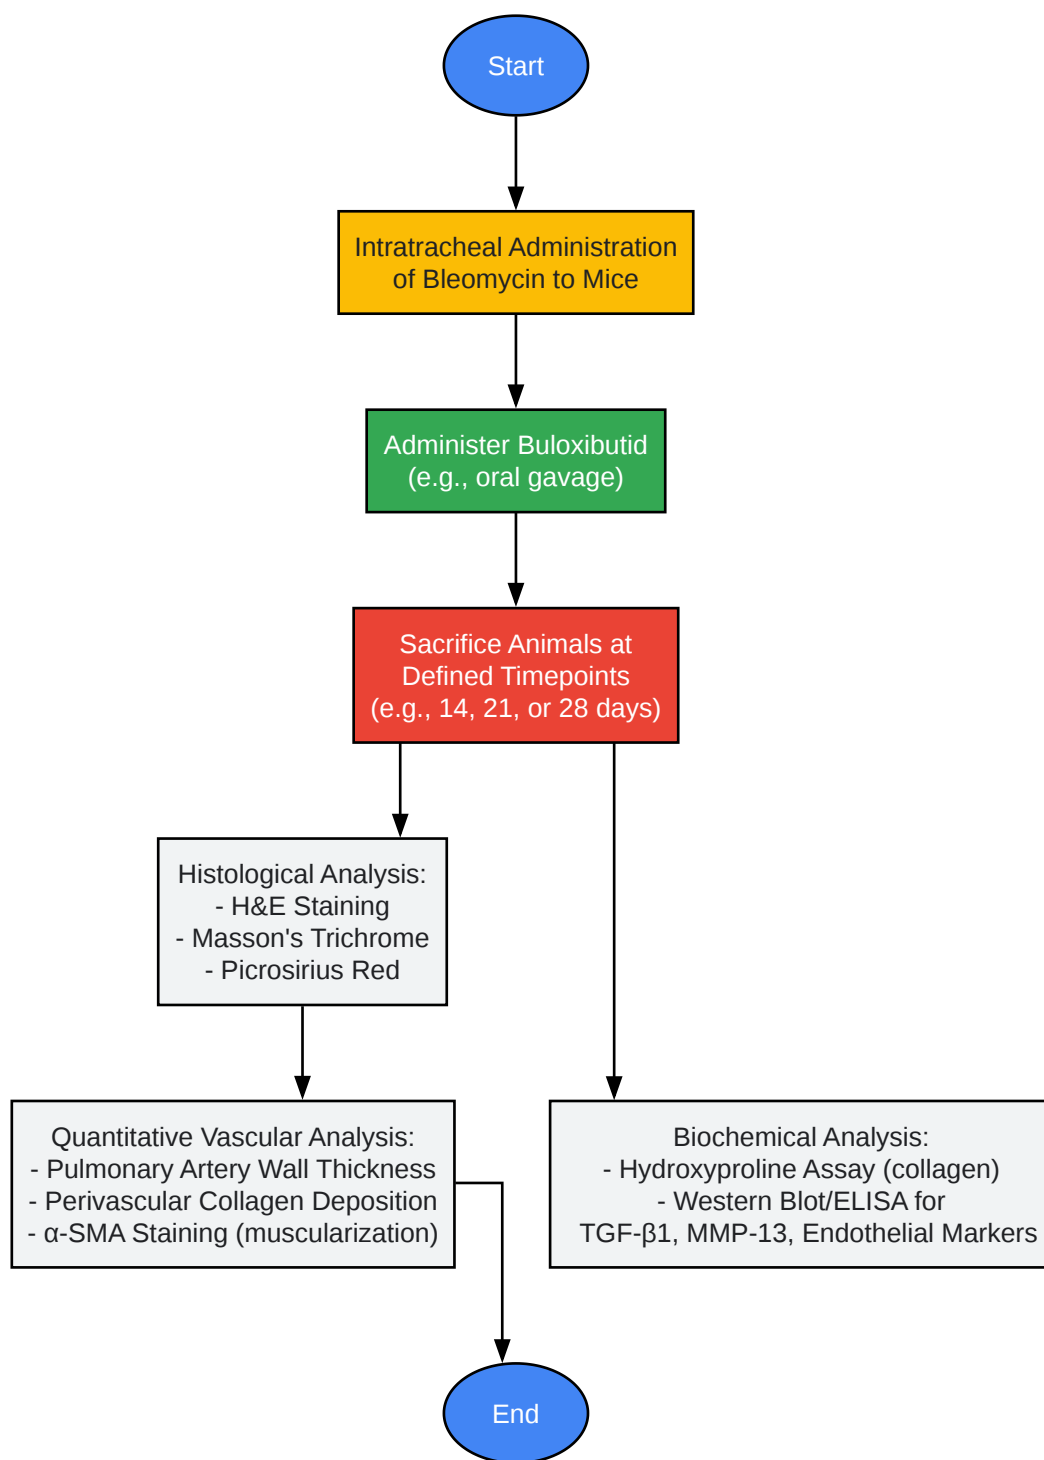 Start
Intratracheal Administration
of Bleomycin to Mice
Administer Buloxibutid
(e.g., oral gavage)
Sacrifice Animals at
Defined Timepoints
(e.g., 14, 21, or 28 days)
Histological Analysis:
- H&E Staining
- Masson's Trichrome
- Picrosirius Red
Quantitative Vascular Analysis:
- Pulmonary Artery Wall Thickness
- Perivascular Collagen Deposition
- α-SMA Staining (muscularization)
Biochemical Analysis:
- Hydroxyproline Assay (collagen)
- Western Blot/ELISA for
TGF-β1, MMP-13, Endothelial Markers
End